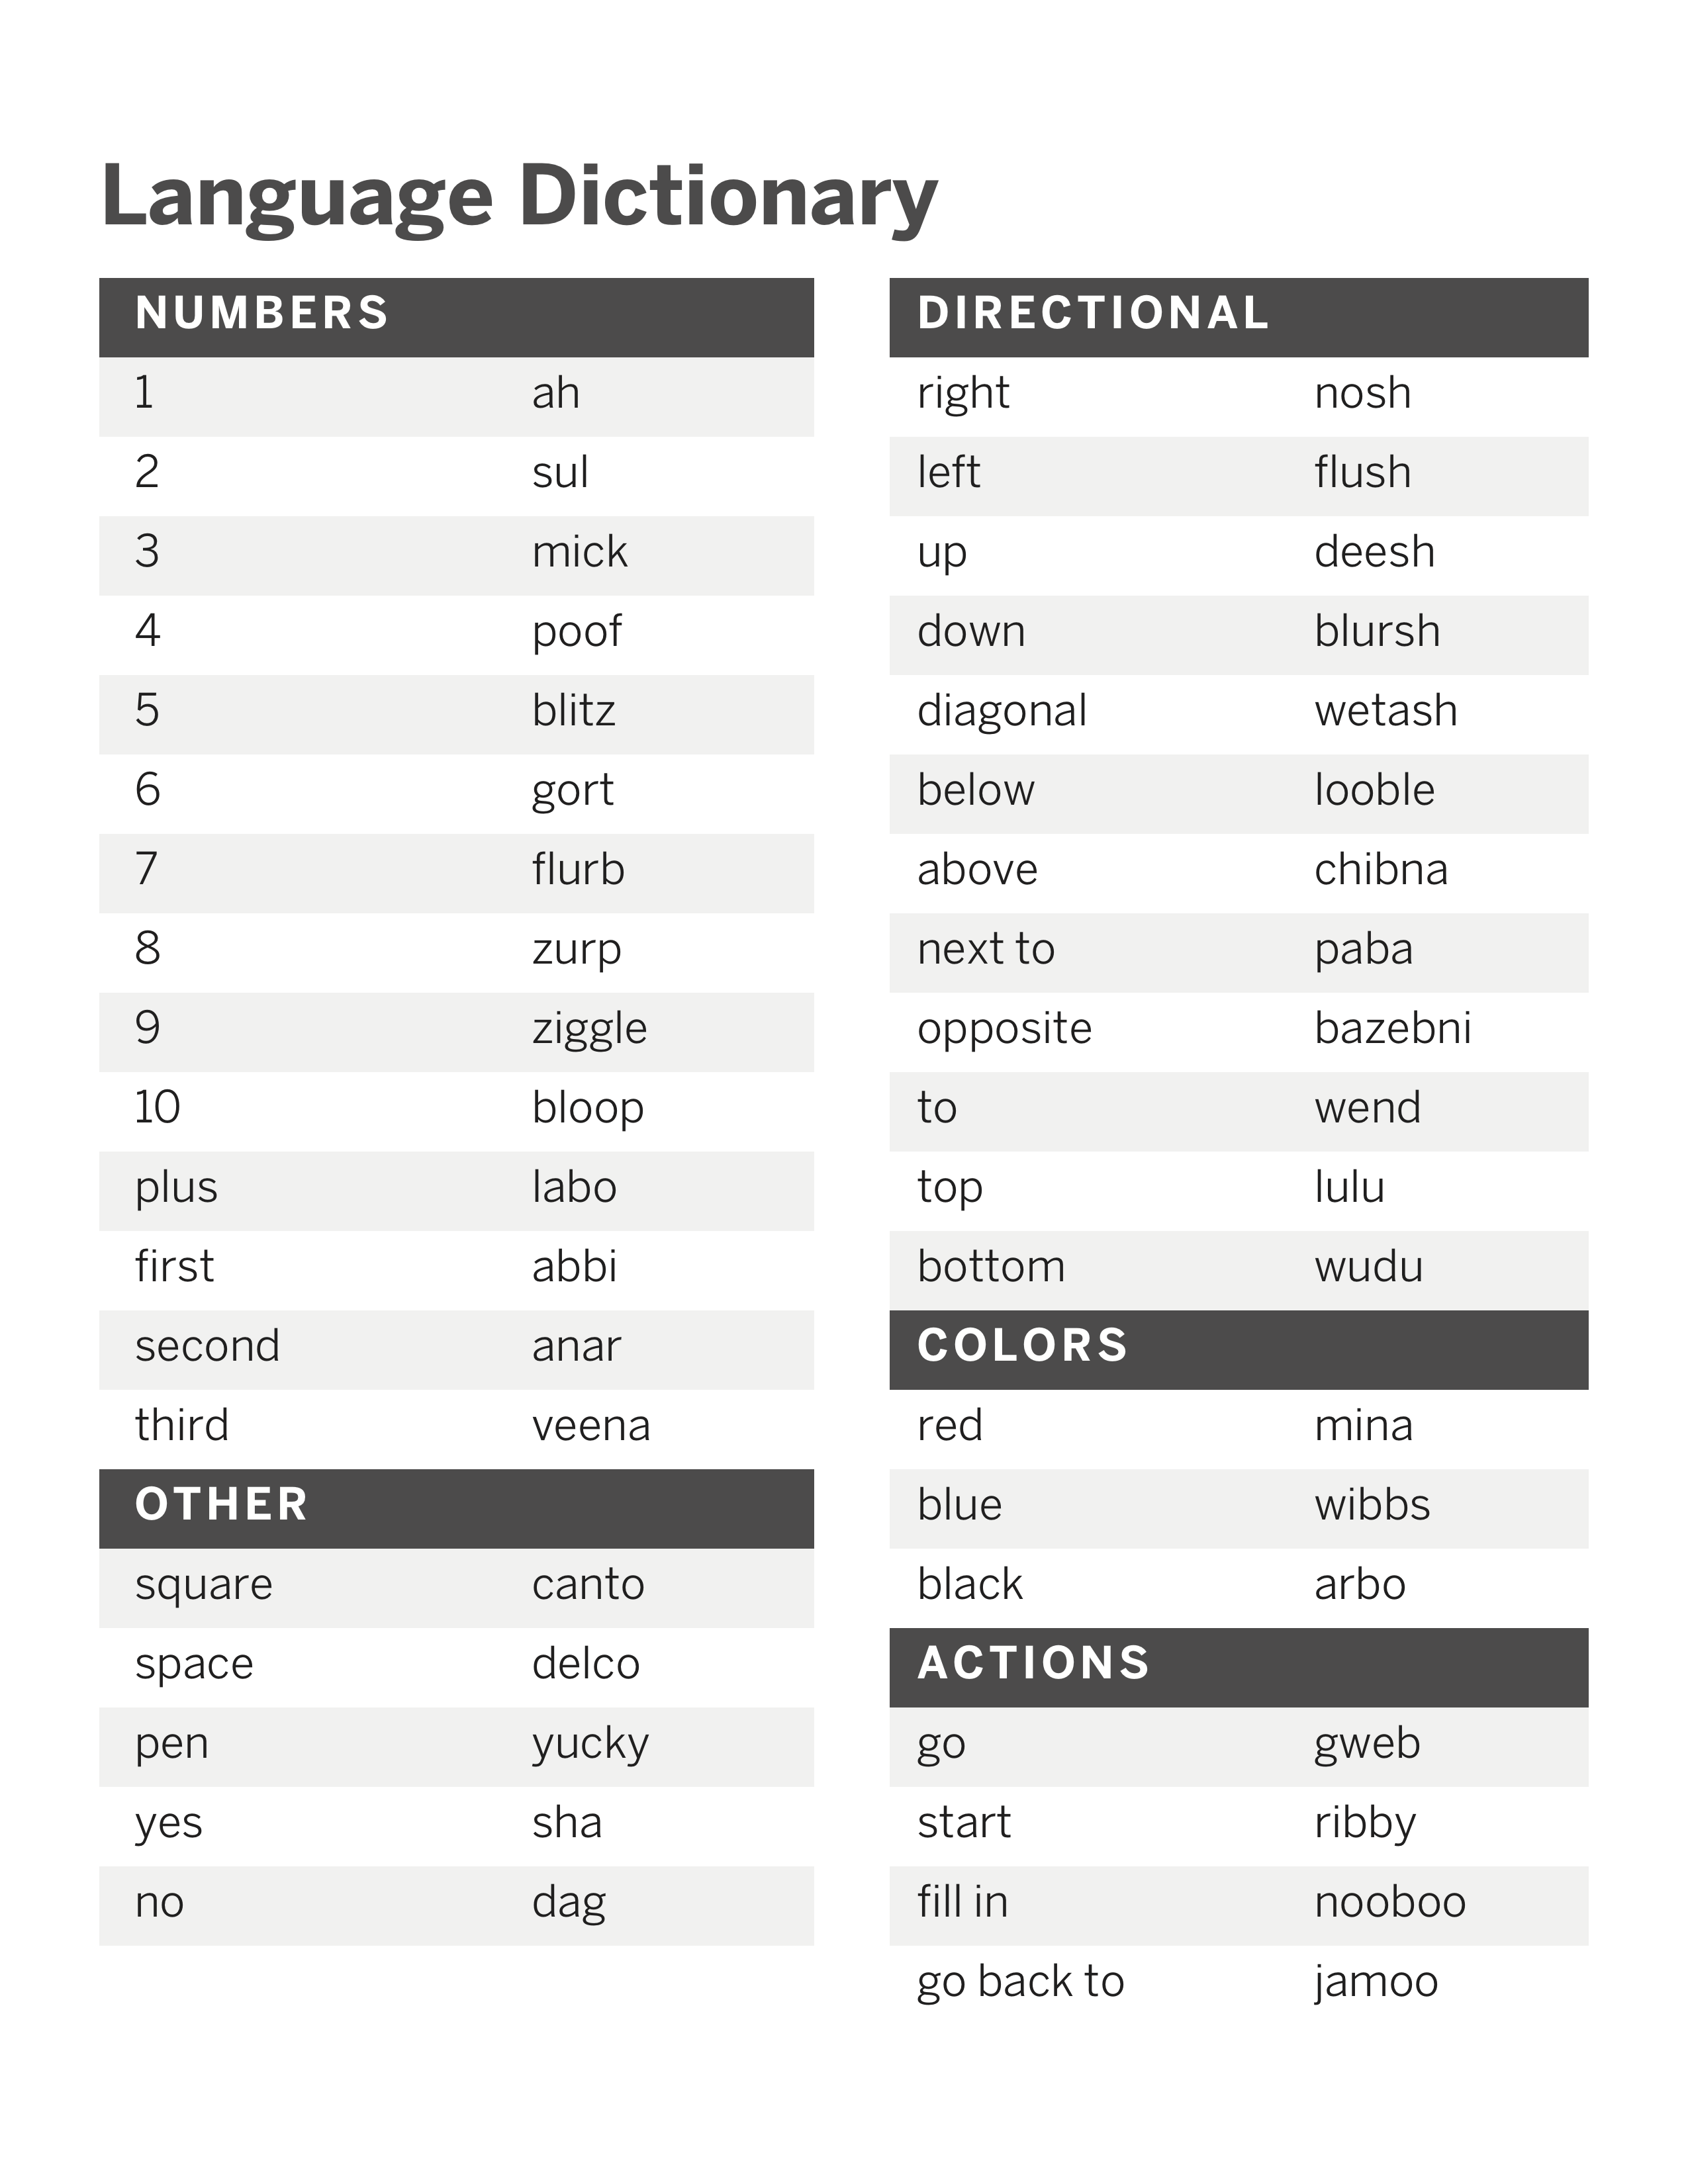 Language Dictionary
NUMBERS
1 ah
2 sul
3 mick
4 poof
5 blitz
6 gort
7 flurb
8 zurp
9 ziggle
10 bloop
plus labo
first abbi
second anar
third veena
OTHER
square canto
space delco
pen yucky
yes sha
no dag
DIRECTIONAL
right nosh
left flush
up deesh
down blursh
diagonal wetash
below looble
above chibna
next to paba
opposite bazebni
to wend
top lulu
bottom wudu
COLORS
red mina
blue wibbs
black arbo
ACTIONS
go gweb
start ribby
fill in nooboo
go back to jamoo